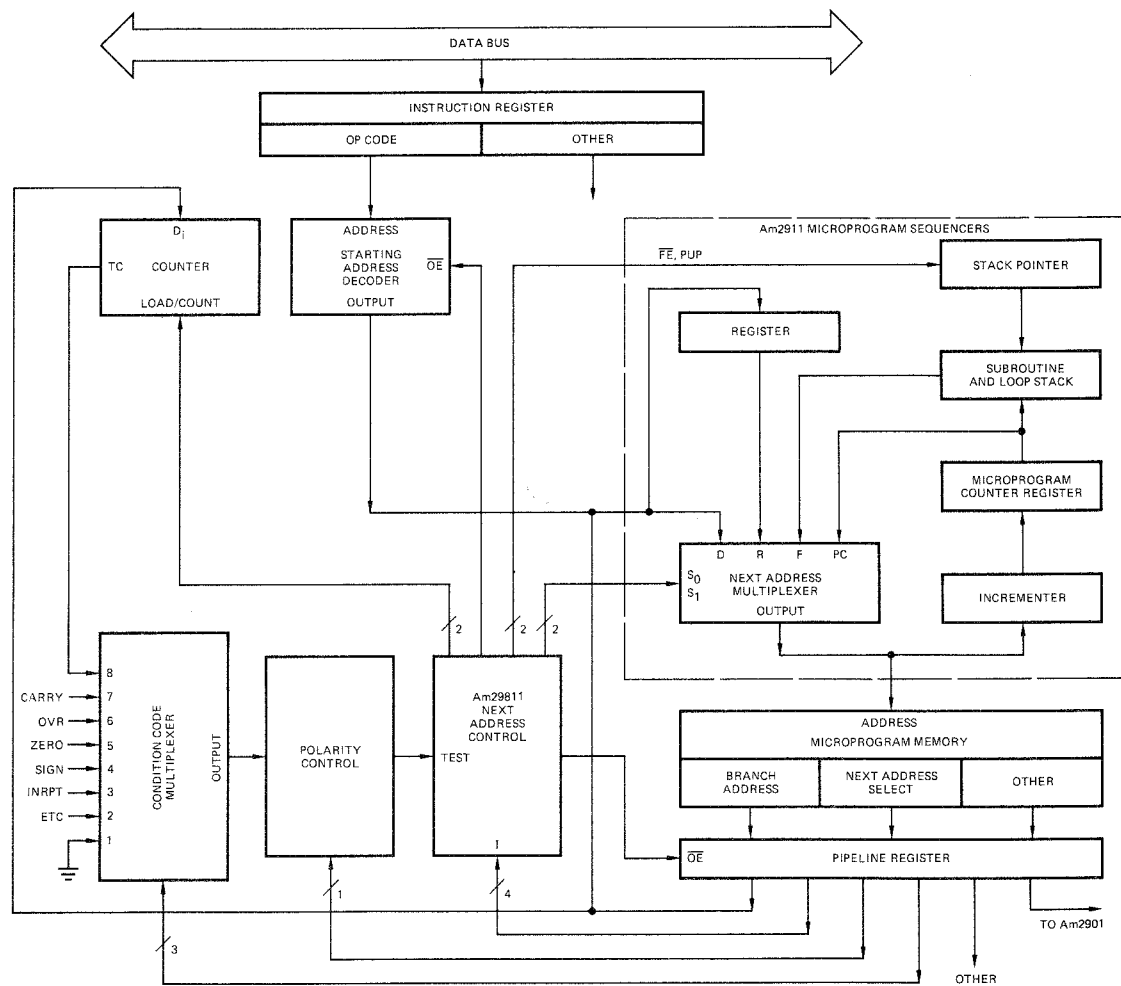 DATA BUS
INSTRUCTION REGISTER
OP CODE
OTHER
Di
TC
COUNTER
LOAD/COUNT
ADDRESS
STARTING
ADDRESS
DECODER
OE
OUTPUT
Am2911 MICROPROGRAM SEQUENCERS
FE, PUP
STACK POINTER
REGISTER
SUBROUTINE
AND LOOP STACK
MICROPROGRAM
COUNTER REGISTER
D
R
F
PC
S0
S1
NEXT ADDRESS
MULTIPLEXER
OUTPUT
INCREMENTER
2
2
2
8
CARRY
7
OVR
6
ZERO
5
SIGN
4
INRPT
3
ETC
2
1
CONDITION CODE
MULTIPLEXER
OUTPUT
POLARITY
CONTROL
Am29811
NEXT
ADDRESS
CONTROL
TEST
I
ADDRESS
MICROPROGRAM MEMORY
BRANCH
ADDRESS
NEXT ADDRESS
SELECT
OTHER
OE
PIPELINE REGISTER
1
4
3
TO Am2901
OTHER